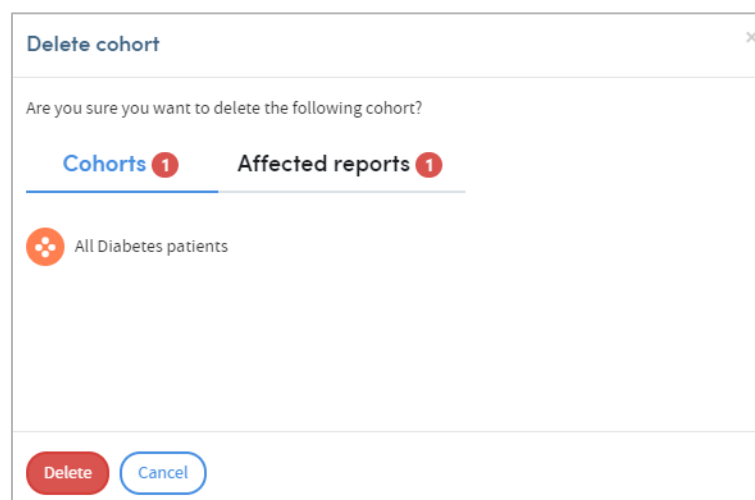 Delete cohort
Are you sure you want to delete the following cohort?
Cohorts 1 Affected reports 1
All Diabetes patients
Delete Cancel